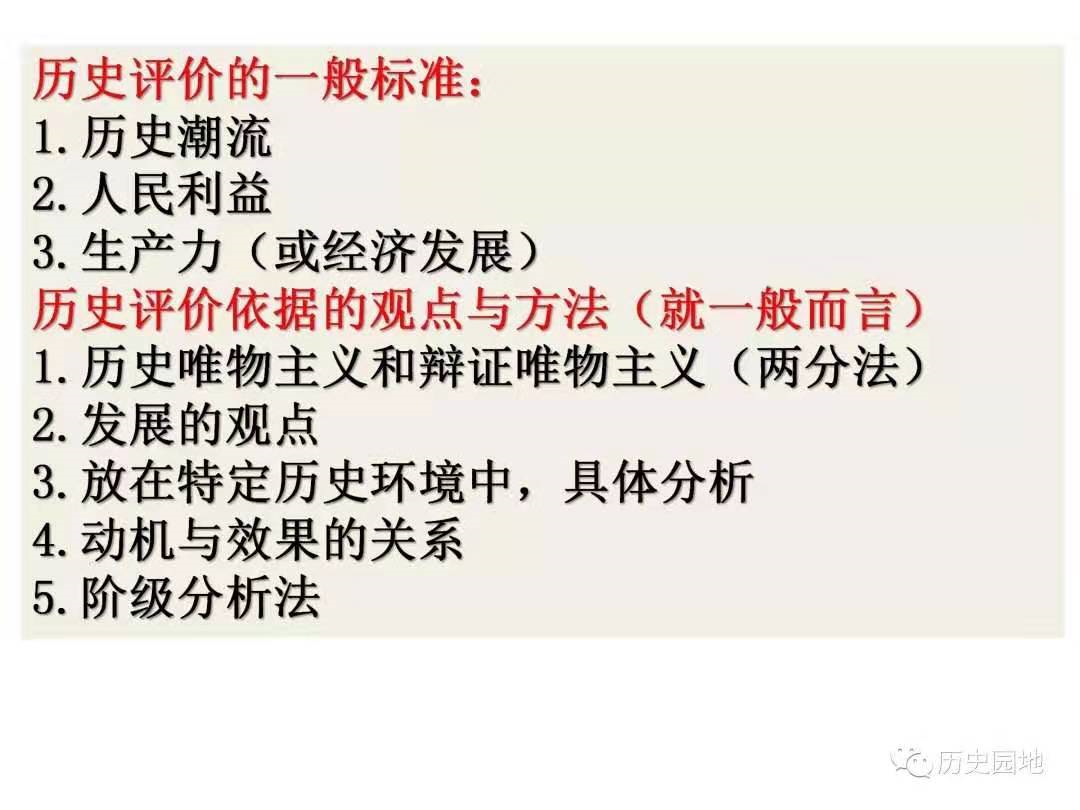 历史评价的一般标准：
1.历史潮流
2.人民利益
3.生产力（或经济发展）
历史评价依据的观点与方法（就一般而言）
1.历史唯物主义和辩证唯物主义（两分法）
2.发展的观点
3.放在特定历史环境中，具体分析
4.动机与效果的关系
5.阶级分析法
历史园地